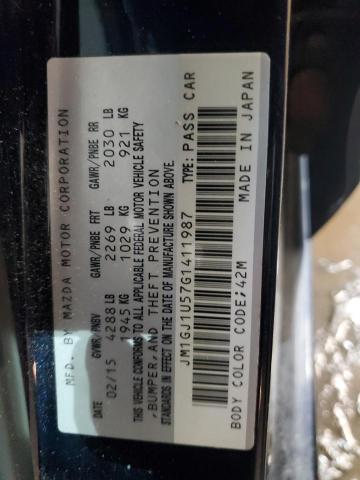 MFD. BY MAZDA MOTOR CORPORATION
DATE GVWR/PNBV GAWR/PNBE FRT GAWR/PNBE RR
02/15 4288 LB 2269 LB 2030 LB
1945 KG 1029 KG 921 KG
THIS VEHICLE CONFORMS TO ALL APPLICABLE FEDERAL MOTOR VEHICLE SAFETY
,BUMPER,AND THEFT PREVENTION
STANDARDS IN EFFECT ON THE DATE OF MANUFACTURE SHOWN ABOVE.
JM1GJ1U57G1411987 TYPE:PASS CAR
BODY COLOR CODE;42M MADE IN JAPAN